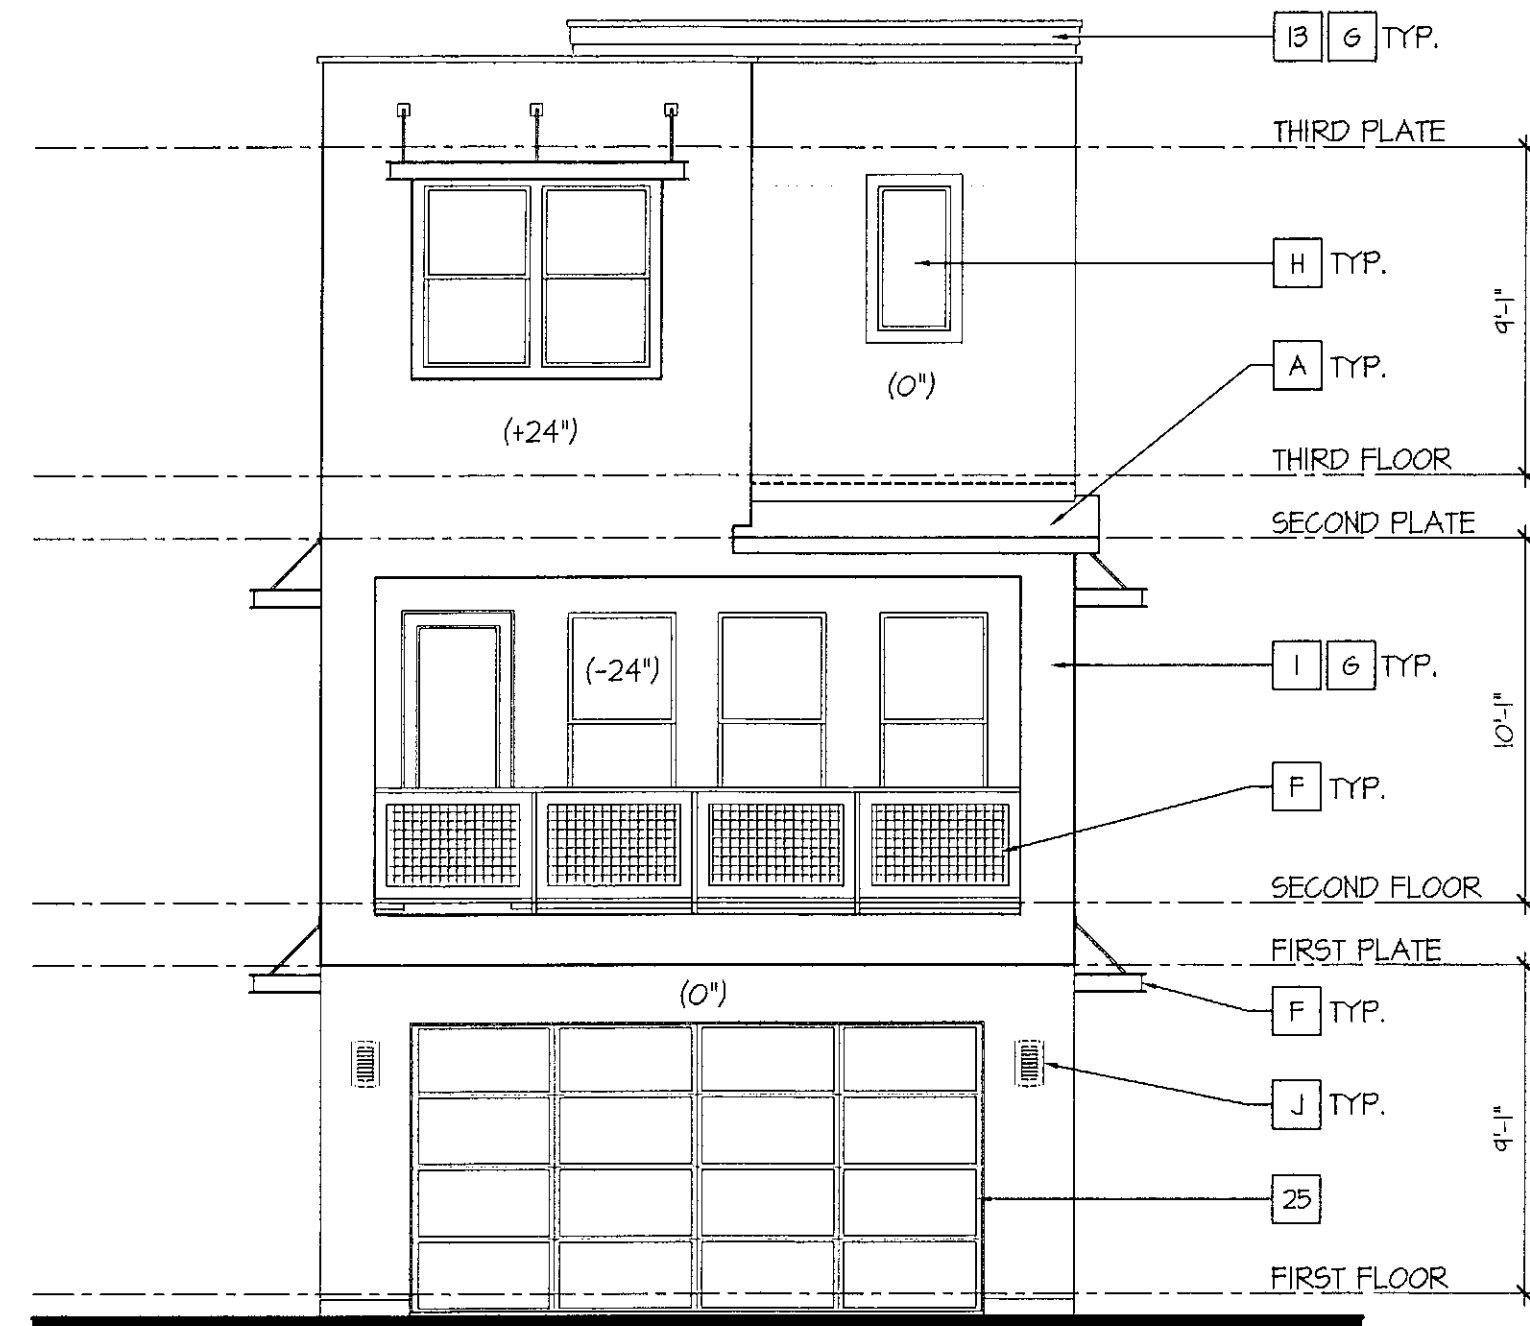 13 G TYP.
THIRD PLATE
9'-1"
H TYP.
A TYP.
(0")
(+24")
THIRD FLOOR
SECOND PLATE
10'-1"
(-24")
1 G TYP.
F TYP.
SECOND FLOOR
FIRST PLATE
9'-1"
(0")
F TYP.
J TYP.
25
FIRST FLOOR